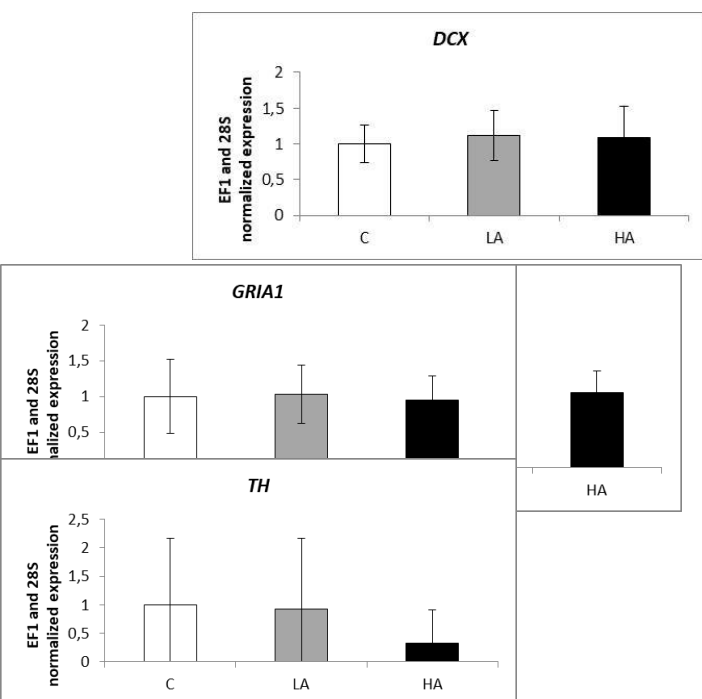 DCX
EF1 and 28S
normalized expression
2
1,5
1
0,5
0
C LA HA
GRIA1
EF1 and 28S
malized expression
2
1,5
1
0,5
HA
TH
EF1 and 28S
normalized expression
2,5
2
1,5
1
0,5
0
C LA HA